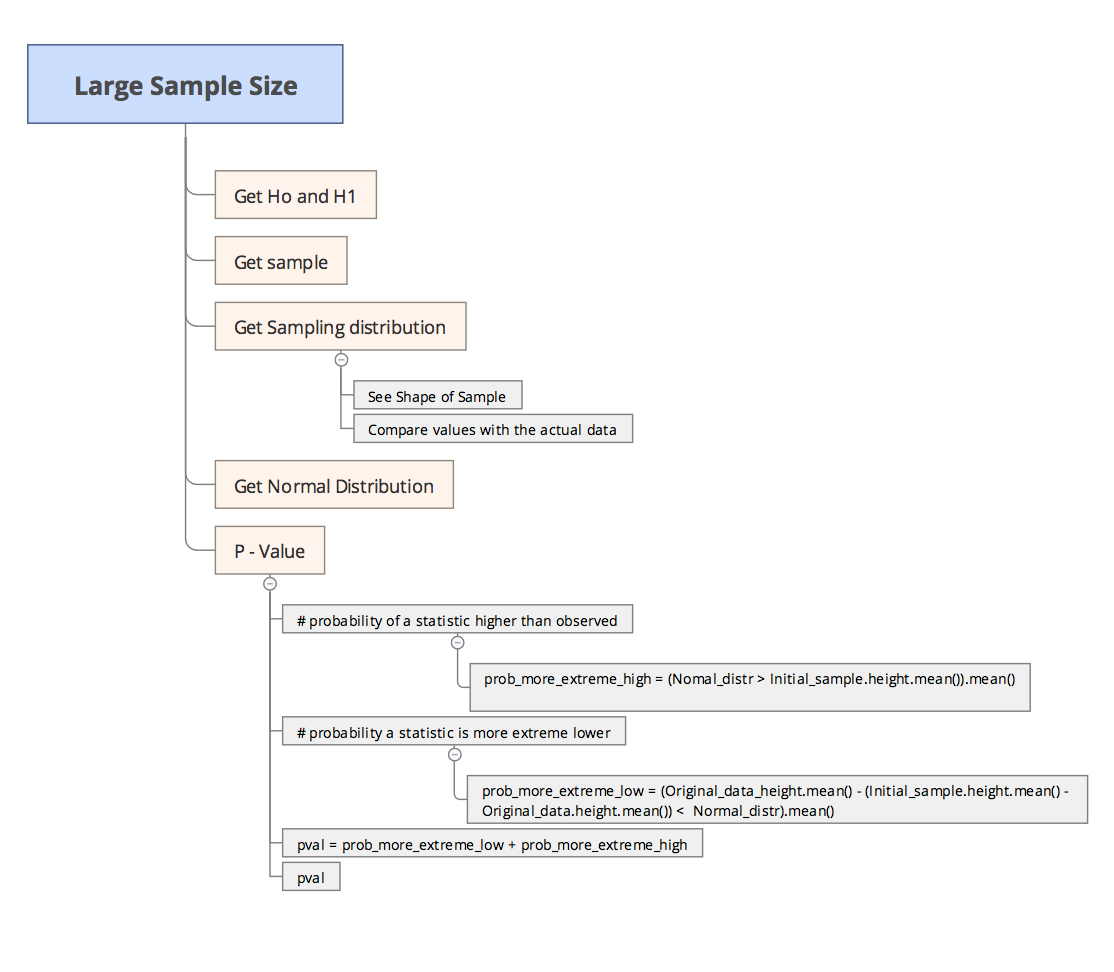 Large Sample Size
Get Ho and H1
Get sample
Get Sampling distribution
See Shape of Sample
Compare values with the actual data
Get Normal Distribution
P - Value
# probability of a statistic higher than observed
prob_more_extreme_high = (Nomal_distr > Initial_sample.height.mean()).mean()
# probability a statistic is more extreme lower
prob_more_extreme_low = (Original_data_height.mean() - (Initial_sample.height.mean() -
Original_data.height.mean()) <  Normal_distr).mean()
pval = prob_more_extreme_low + prob_more_extreme_high
pval